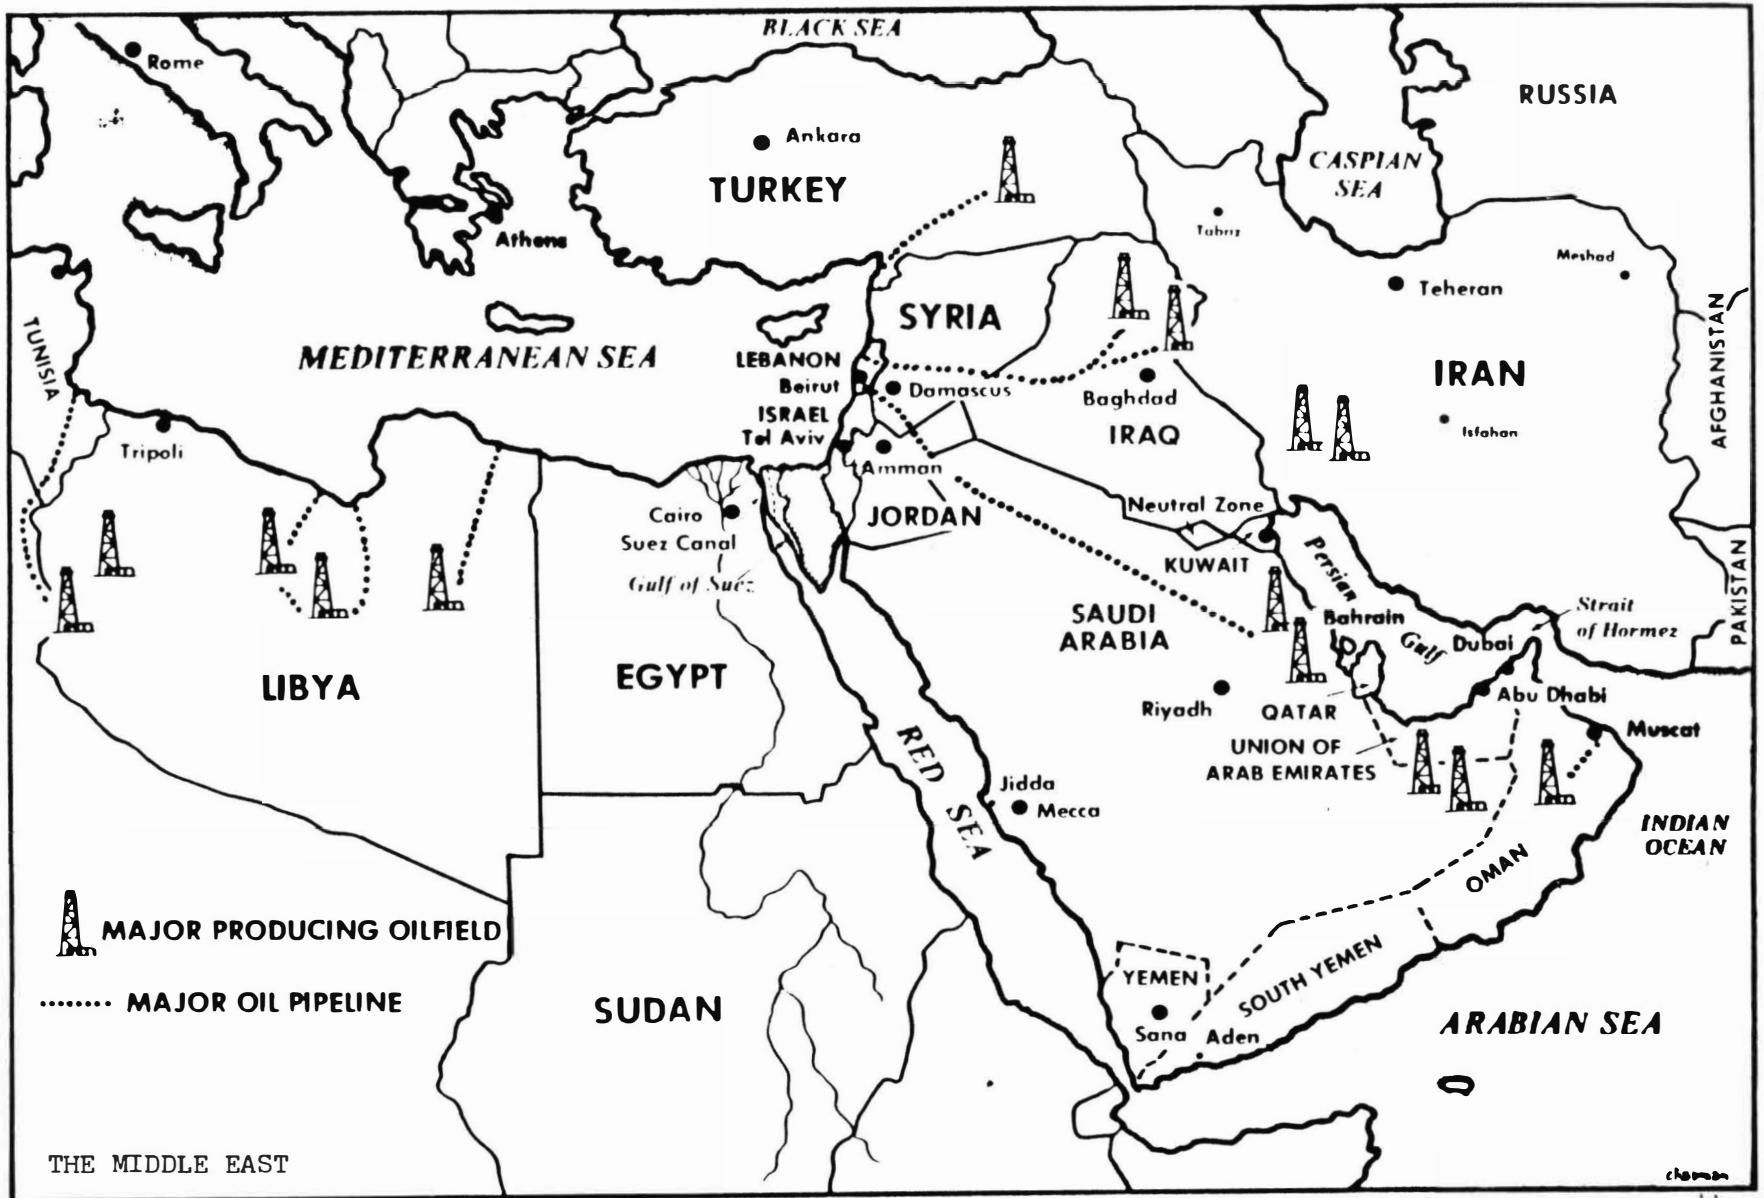 BLACK SEA
Rome
RUSSIA
Ankara
CASPIAN
SEA
TURKEY
Tabriz
Athens
Meshad
Teheran
TUNISIA
SYRIA
AFGHANISTAN
MEDITERRANEAN SEA
LEBANON
IRAN
Beirut
Damascus
Baghdad
ISRAEL
Tel Aviv
IRAQ
Isfahan
Tripoli
Amman
Neutral Zone
Cairo
JORDAN
Suez Canal
KUWAIT
Persian
Gulf
PAKISTAN
Gulf of Suez
SAUDI
ARABIA
Bahrain
Strait
of Hormez
Dubai
LIBYA
EGYPT
Riyadh
QATAR
Abu Dhabi
Muscat
UNION OF
ARAB EMIRATES
RED SEA
Jidda
Mecca
INDIAN
OCEAN
OMAN
MAJOR PRODUCING OILFIELD
MAJOR OIL PIPELINE
SUDAN
YEMEN
SOUTH YEMEN
Sana
Aden
ARABIAN SEA
THE MIDDLE EAST